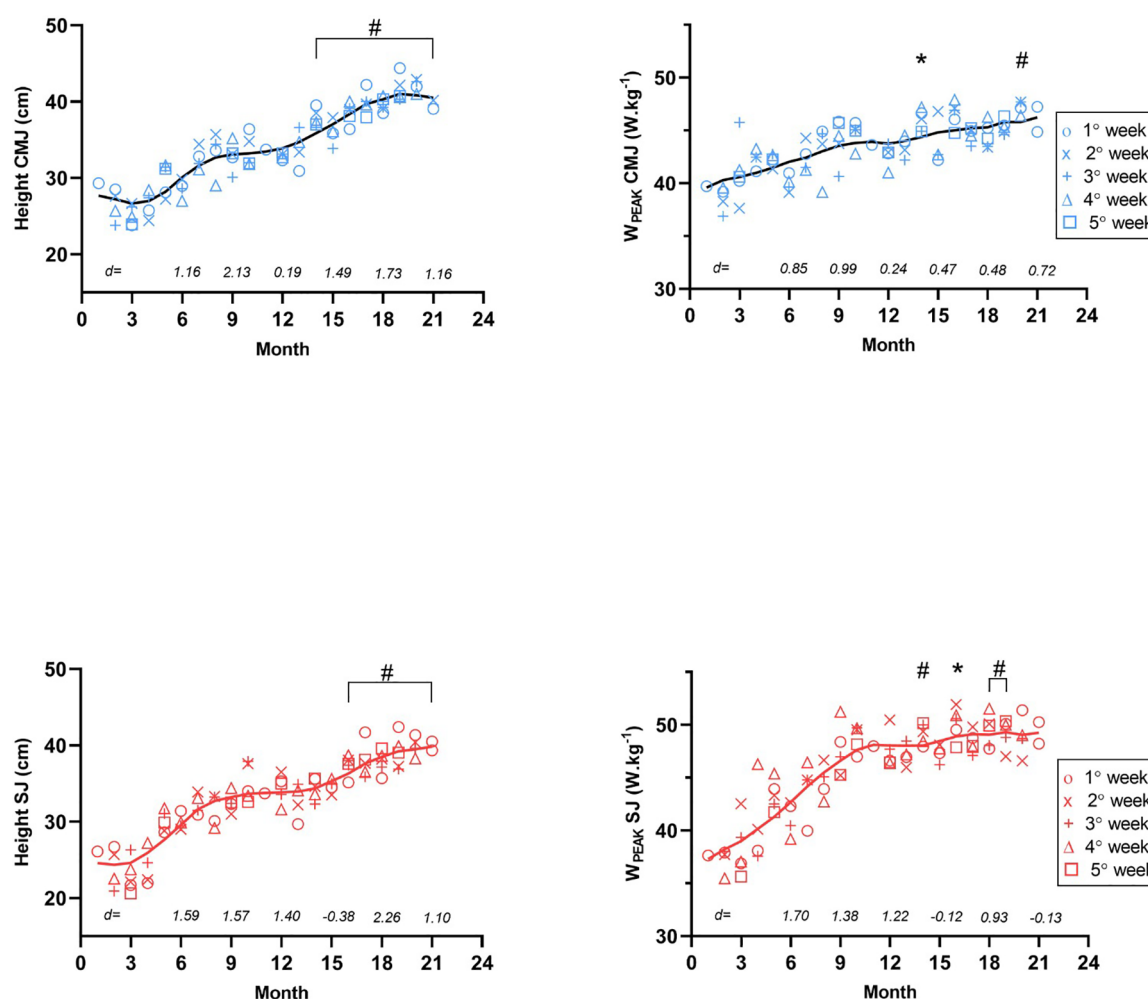 50
40
30
20
Height CMJ (cm)
#
d= 1.16 2.13 0.19 1.49 1.73 1.16
0 3 6 9 12 15 18 21 24
Month
50
40
30
W_PEAK CMJ (W.kg⁻¹)
* #
d= 0.85 0.99 0.24 0.47 0.48 0.72
0 3 6 9 12 15 18 21 24
Month
1° week
2° week
3° week
4° week
5° week
50
40
30
20
Height SJ (cm)
#
d= 1.59 1.57 1.40 -0.38 2.26 1.10
0 3 6 9 12 15 18 21 24
Month
50
40
30
W_PEAK SJ (W.kg⁻¹)
# * #
d= 1.70 1.38 1.22 -0.12 0.93 -0.13
0 3 6 9 12 15 18 21 24
Month
1° week
2° week
3° week
4° week
5° week